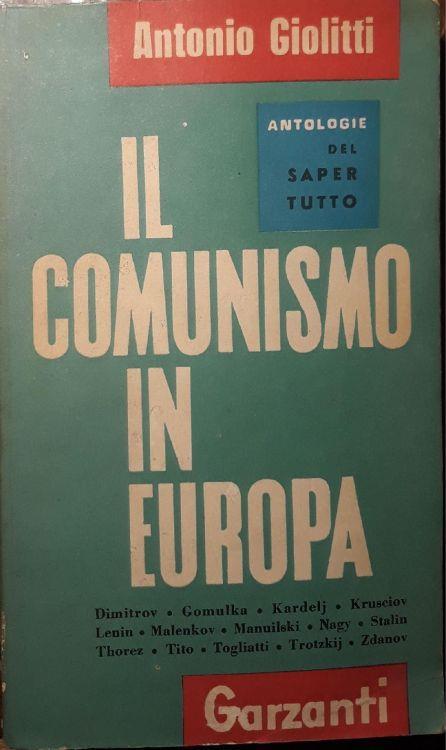 Antonio Giolitti
ANTOLOGIE
DEL
SAPER
TUTTO
IL
COMUNISMO
IN
EUROPA
Dimitrov • Gomulka • Kardelj • Krusciov
Lenin • Malenkov • Manuilski • Nagy • Stalin
Thorez • Tito • Togliatti • Trotzkij • Zdanov
Garzanti